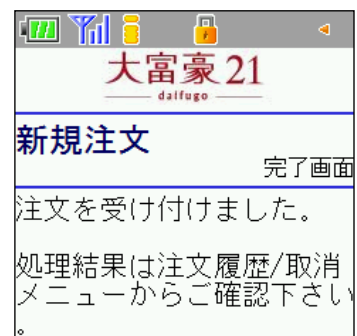 大富豪21
daifugo
新規注文
完了画面
注文を受け付けました。
処理結果は注文履歴/取消
メニューからご確認下さい
。